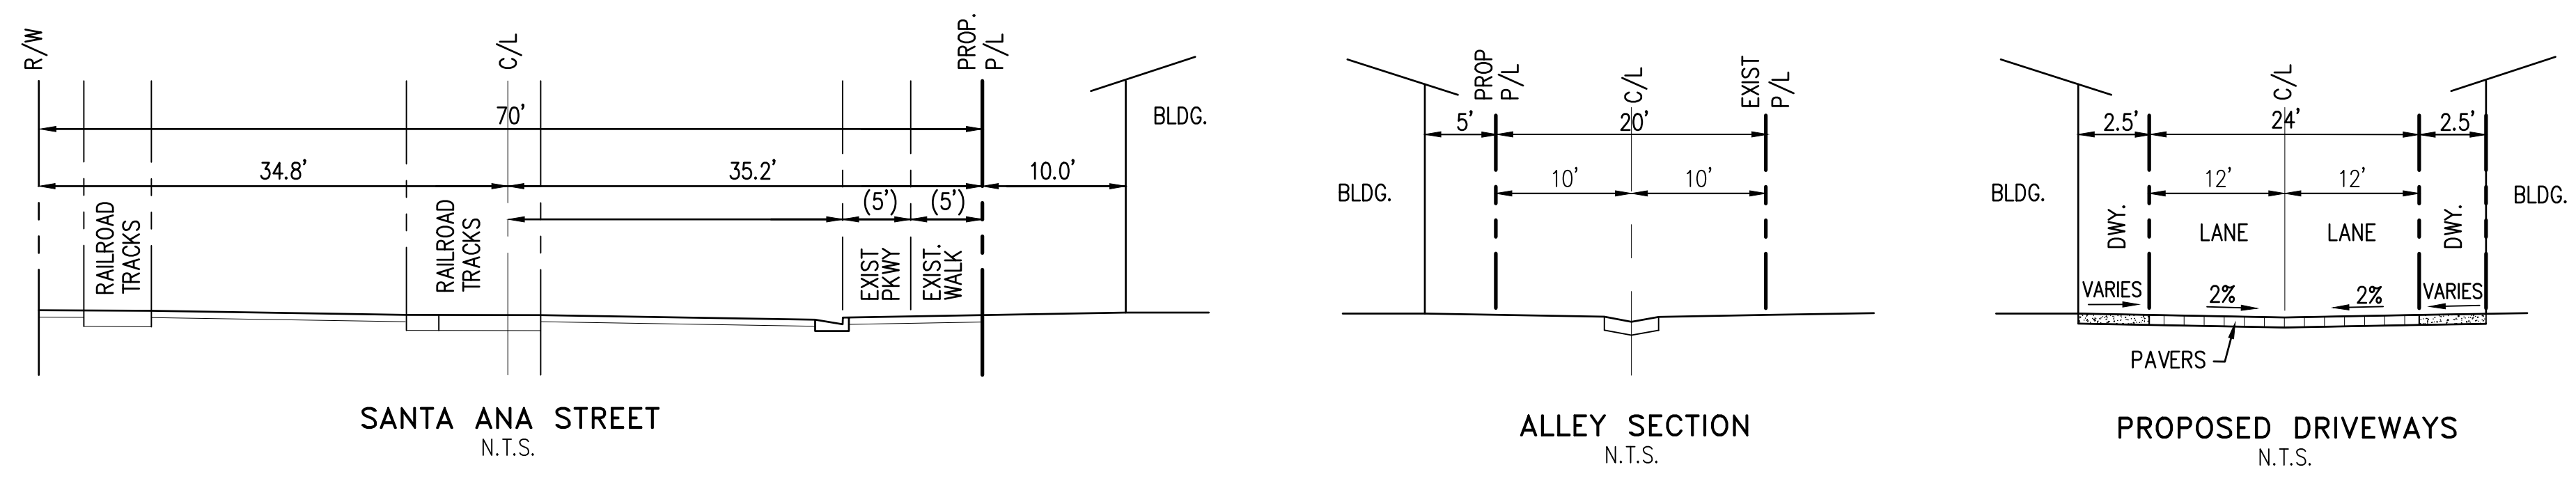 R/W
C/L
PROP.
P/L
70'
34.8'
35.2'
10.0'
(5')
(5')
RAILROAD
TRACKS
RAILROAD
TRACKS
EXIST
PKWY
EXIST.
WALK
BLDG.
SANTA ANA STREET
N.T.S.
PROP
P/L
C/L
EXIST
P/L
5'
20'
10'
10'
BLDG.
ALLEY SECTION
N.T.S.
C/L
2.5'
24'
2.5'
12'
12'
BLDG.
BLDG.
DWY.
LANE
LANE
DWY.
VARIES
2%
2%
VARIES
PAVERS
PROPOSED DRIVEWAYS
N.T.S.